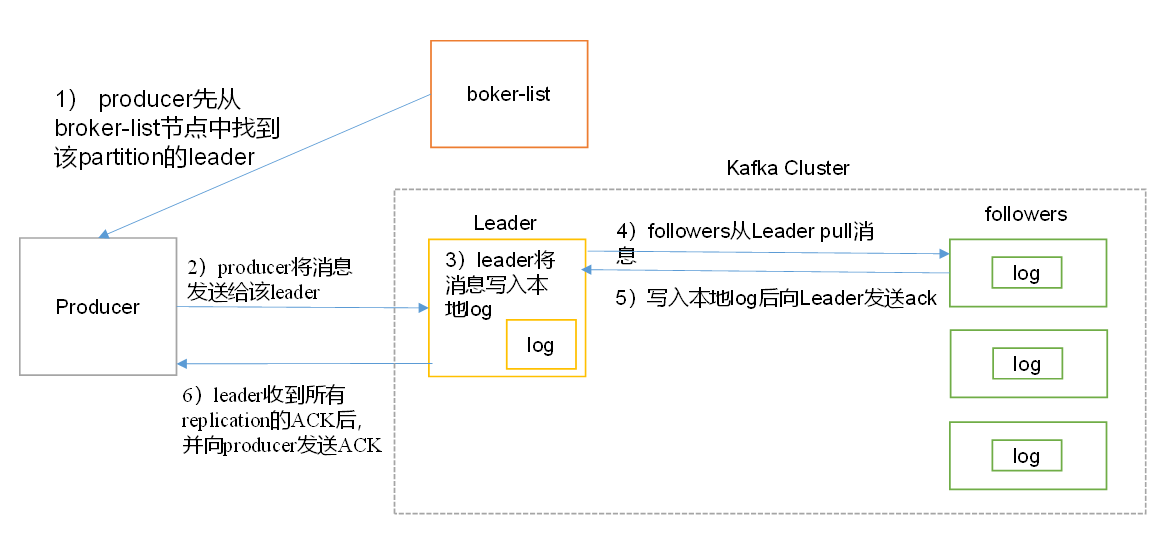 boker-list
1） producer先从
broker-list节点中找到
该partition的leader
Kafka Cluster
Leader
followers
Producer
2）producer将消息
发送给该leader
3）leader将
消息写入本
地log
log
4）followers从Leader pull消
息
5）写入本地log后向Leader发送ack
log
log
log
6）leader收到所有
replication的ACK后，
并向producer发送ACK